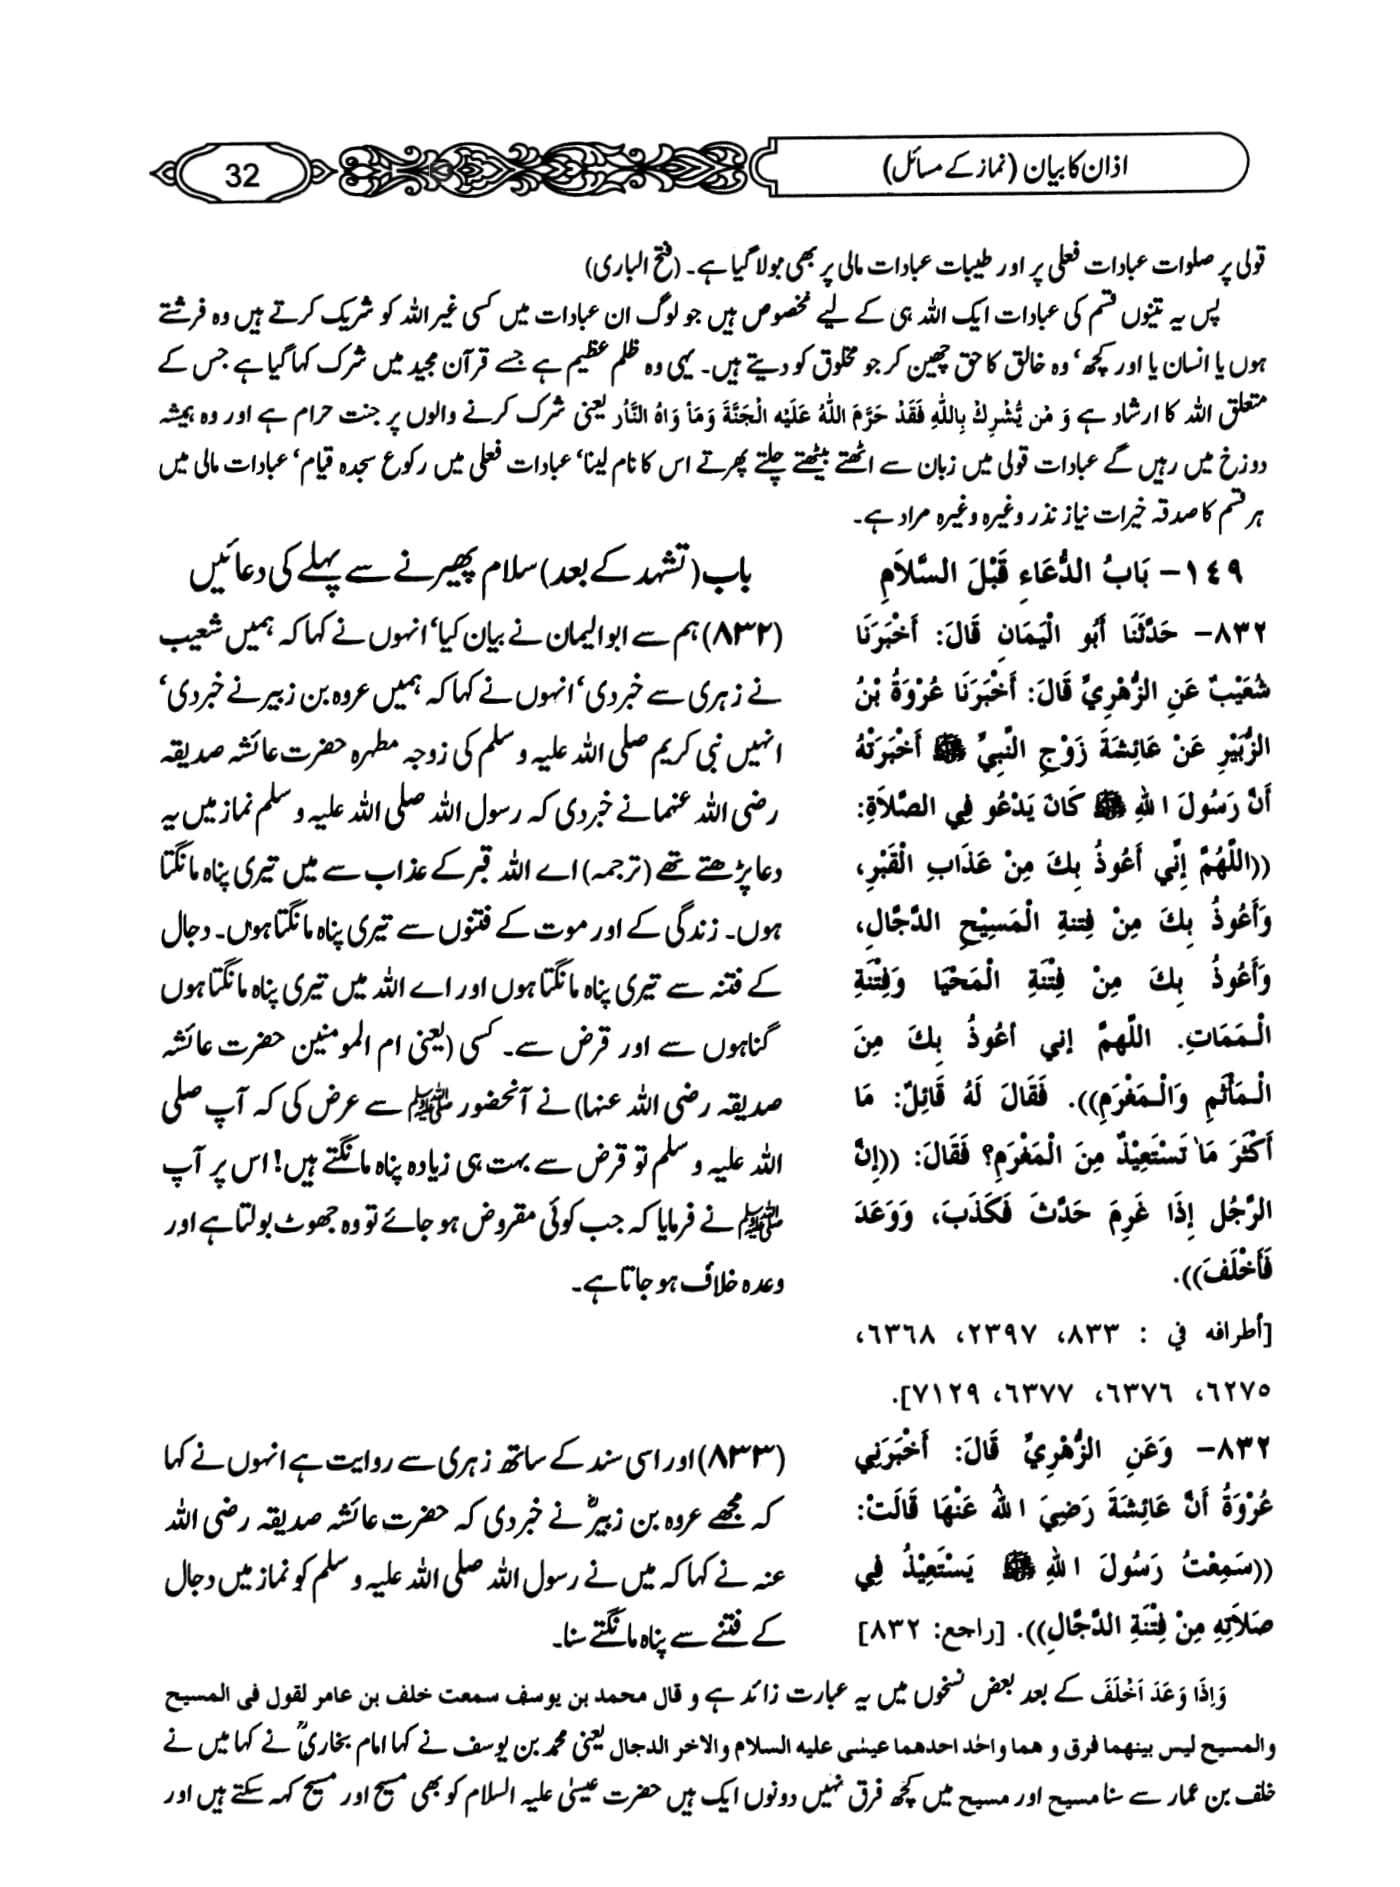 اذان کا بیان (نماز کے مسائل)
32
قولی پر صلوات عبادات فعلی پر اور طیبات عبادات مالی پر بھی بولا گیا ہے۔ (فتح الباری)
پس یہ تینوں قسم کی عبادات ایک اللہ ہی کے لیے مخصوص ہیں جو لوگ ان عبادات میں کسی غیر اللہ کو شریک کرتے ہیں وہ فرشتے
ہوں یا انسان یا اور کچھ‘ وہ خالق کا حق چھین کر جو مخلوق کو دیتے ہیں۔ یہی وہ ظلم عظیم ہے جسے قرآن مجید میں شرک کہا گیا ہے جس کے
متعلق اللہ کا ارشاد ہے وَ مَن يُّشْرِكْ بِاللهِ فَقَدْ حَرَّمَ اللهُ عَلَيْهِ الْجَنَّةَ وَمَأْ وَاهُ النَّارُ یعنی شرک کرنے والوں پر جنت حرام ہے اور وہ ہمیشہ
دوزخ میں رہیں گے عبادات قولی میں زبان سے اٹھتے بیٹھتے چلتے پھرتے اس کا نام لینا‘ عبادات فعلی میں رکوع سجدہ قیام‘ عبادات مالی میں
ہر قسم کا صدقہ خیرات نیاز نذر وغیرہ وغیرہ مراد ہے۔
١٤٩- بَابُ الدُّعَاءِ قَبْلَ السَّلاَمِ
٨٣٢- حَدَّثَنَا أَبُو الْيَمَانِ قَالَ: أَخْبَرَنَا
شُعَيْبٌ عَنِ الزُّهْرِيِّ قَالَ: أَخْبَرَنَا عُرْوَةُ بْنُ
الزُّبَيْرِ عَنْ عَائِشَةَ زَوْجِ النَّبِيِّ ﷺ أَخْبَرَتْهُ
أَنَّ رَسُولَ اللهِ ﷺ كَانَ يَدْعُو فِي الصَّلاَةِ:
((اللَّهُمَّ إِنِّي أَعُوذُ بِكَ مِنْ عَذَابِ الْقَبْرِ،
وَأَعُوذُ بِكَ مِنْ فِتنةِ الْمَسِيْحِ الدَّجَّالِ،
وَأَعُوذُ بِكَ مِنْ فِتْنَةِ الْمَحْيَا وَفِتْنَةِ
الْمَمَاتِ. اللَّهمَّ إني أعُوذُ بِكَ مِنَ
الْمَأْثَمِ وَالْمَغْرَمِ)). فَقَالَ لَهُ قَائِلٌ: مَا
أَكْثَرَ مَا تَسْتَعِيْذُ مِنَ الْمَغْرَمِ؟ فَقَالَ: ((إِنَّ
الرَّجُل إِذَا غَرِمَ حَدَّثَ فَكَذَبَ، وَوَعَدَ
فَأَخْلَفَ)).
[أطرافه في : ٨٣٣، ٢٣٩٧، ٦٣٦٨،
٦٢٧٥، ٦٣٧٦، ٦٣٧٧، ٧١٢٩].
٨٣٢- وَعَنِ الزُّهْرِيِّ قَالَ: أَخْبَرَنِي
عُرْوَةُ أَنَّ عَائِشَةَ رَضِيَ اللهُ عَنْهَا قَالَتْ:
((سَمِعْتُ رَسُولَ اللهِ ﷺ يَسْتَعِيْذُ فِي
صَلاَتِهِ مِنْ فِتْنَةِ الدَّجَّالِ)). [راجع: ٨٣٢]
باب (تشہد کے بعد) سلام پھیرنے سے پہلے کی دعائیں
(۸۳۲) ہم سے ابوالیمان نے بیان کیا‘ انہوں نے کہا کہ ہمیں شعیب
نے زہری سے خبر دی‘ انہوں نے کہا کہ ہمیں عروہ بن زبیر نے خبر دی‘
انہیں نبی کریم صلی اللہ علیہ و سلم کی زوجہ مطہرہ حضرت عائشہ صدیقہ
رضی اللہ عنہا نے خبر دی کہ رسول اللہ صلی اللہ علیہ و سلم نماز میں یہ
دعا پڑھتے تھے (ترجمہ) اے اللہ قبر کے عذاب سے میں تیری پناہ مانگتا
ہوں۔ زندگی کے اور موت کے فتنوں سے تیری پناہ مانگتا ہوں۔ دجال
کے فتنہ سے تیری پناہ مانگتا ہوں اور اے اللہ میں تیری پناہ مانگتا ہوں
گناہوں سے اور قرض سے۔ کسی (یعنی ام المومنین حضرت عائشہ
صدیقہ رضی اللہ عنہا) نے آنحضور ﷺ سے عرض کی کہ آپ صلی
اللہ علیہ و سلم تو قرض سے بہت ہی زیادہ پناہ مانگتے ہیں! اس پر آپ
ﷺ نے فرمایا کہ جب کوئی مقروض ہو جائے تو وہ جھوٹ بولتا ہے اور
وعدہ خلاف ہو جاتا ہے۔
(۸۳۳) اور اسی سند کے ساتھ زہری سے روایت ہے انہوں نے کہا
کہ مجھے عروہ بن زبیرؓ نے خبر دی کہ حضرت عائشہ صدیقہ رضی اللہ
عنہ نے کہا کہ میں نے رسول اللہ صلی اللہ علیہ و سلم کو نماز میں دجال
کے فتنے سے پناہ مانگتے سنا۔
وَاِذَا وَعَدَ اَخْلَفَ کے بعد بعض نسخوں میں یہ عبارت زائد ہے و قال محمد بن یوسف سمعت خلف بن عامر لقول فی المسیح
والمسیح لیس بینھما فرق و ھما واحد احدھما عیسٰی علیه السلام والاخر الدجال یعنی محمد بن یوسف نے کہا امام بخاریؒ نے کہا میں نے
خلف بن عمار سے سنا مسیح اور مسیح میں کچھ فرق نہیں دونوں ایک ہیں حضرت عیسیٰ علیہ السلام کو بھی مسیح اور مسیح کہہ سکتے ہیں اور